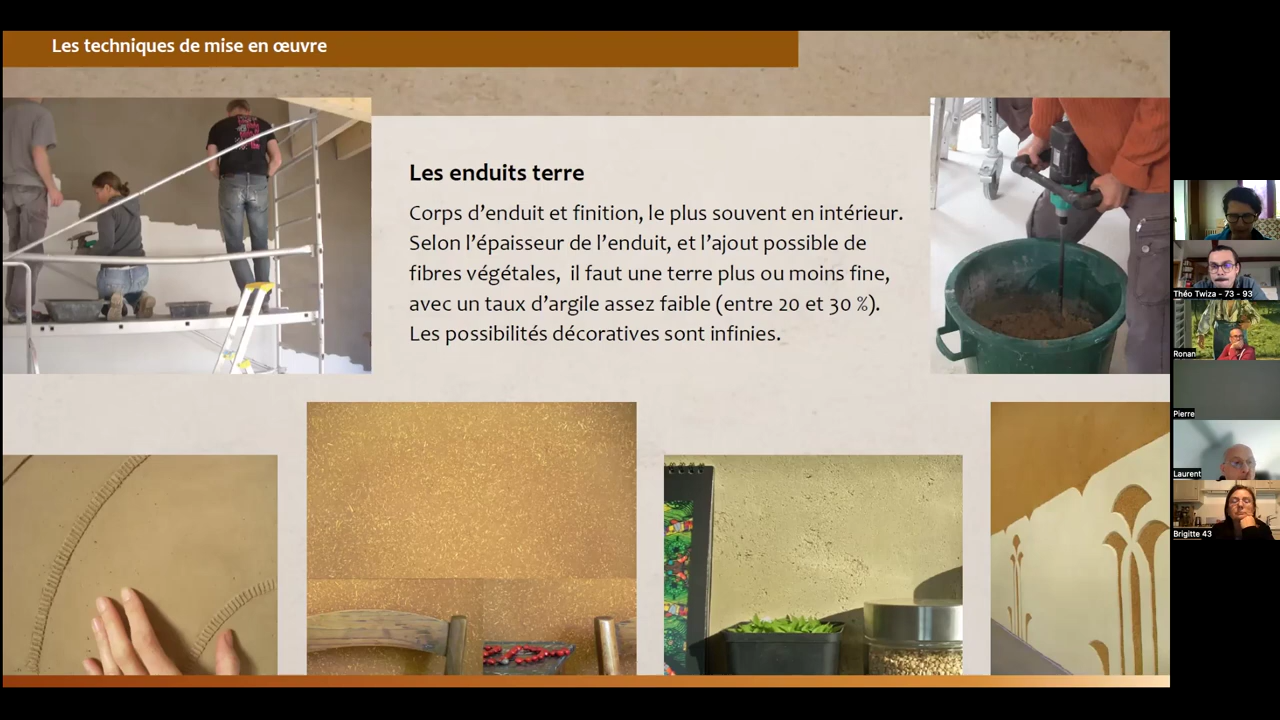 Les techniques de mise en œuvre
Les enduits terre
Corps d’enduit et finition, le plus souvent en intérieur.
Selon l’épaisseur de l’enduit, et l’ajout possible de
fibres végétales, il faut une terre plus ou moins fine,
avec un taux d’argile assez faible (entre 20 et 30 %).
Les possibilités décoratives sont infinies.
Théo Twiza - 73 - 93
Ronan
Pierre
Laurent
Brigitte 43